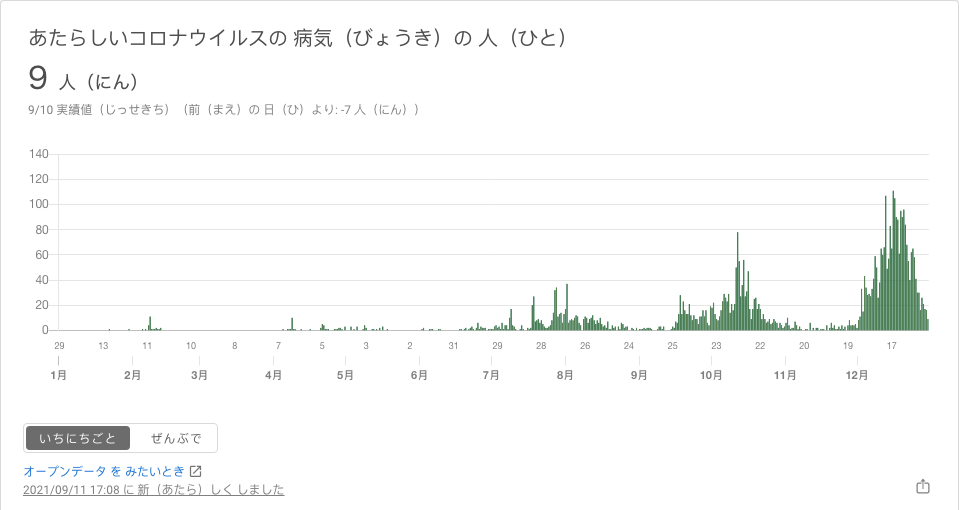 あたらしいコロナウイルスの 病気（びょうき）の 人（ひと）
9 人（にん）
9/10 実績値（じっせきち）（前（まえ）の 日（ひ）より: -7 人（にん））
140
120
100
80
60
40
20
0
29 13 11 10 8 7 5 3 2 31 29 28 26 24 25 23 22 20 19 17
1月 2月 3月 4月 5月 6月 7月 8月 9月 10月 11月 12月
いちにちごと ぜんぶで
オープンデータ を みたいとき
2021/09/11 17:08 に 新（あたら）しく しました